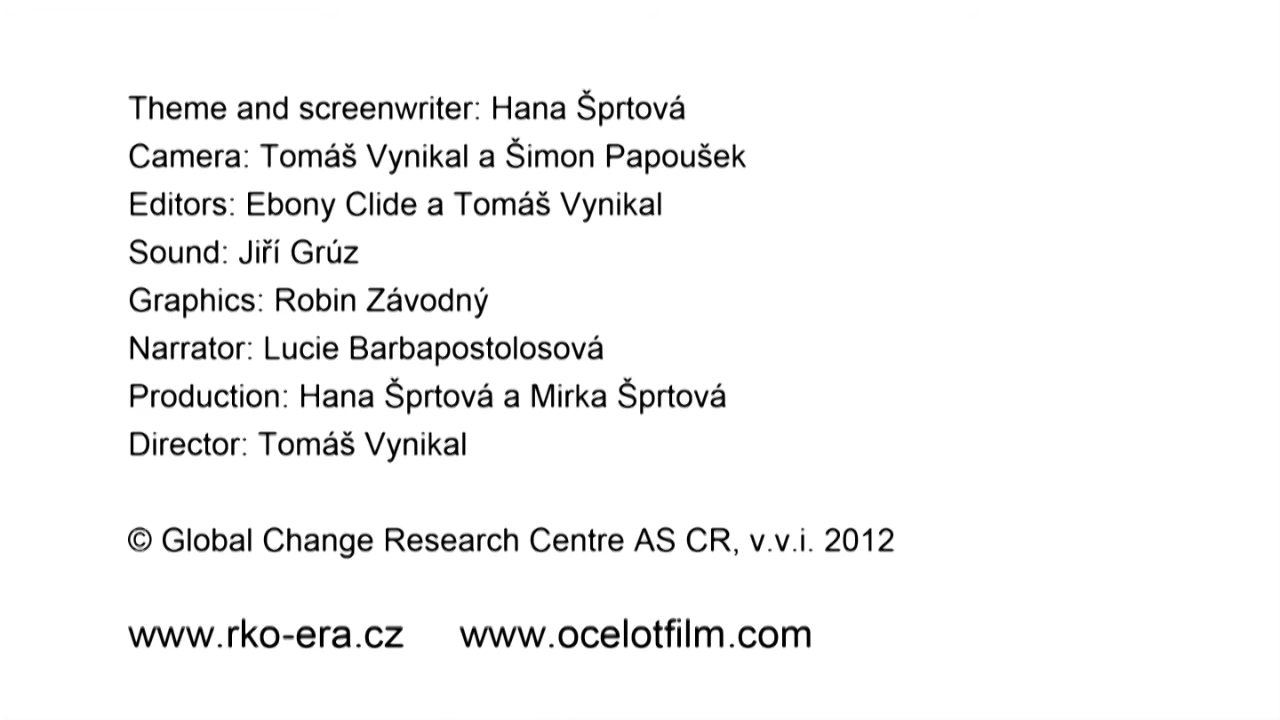 Theme and screenwriter: Hana Šprtová
Camera: Tomáš Vynikal a Šimon Papoušek
Editors: Ebony Clide a Tomáš Vynikal
Sound: Jiří Grúz
Graphics: Robin Závodný
Narrator: Lucie Barbapostolosová
Production: Hana Šprtová a Mirka Šprtová
Director: Tomáš Vynikal
© Global Change Research Centre AS CR, v.v.i. 2012
www.rko-era.cz www.ocelotfilm.com